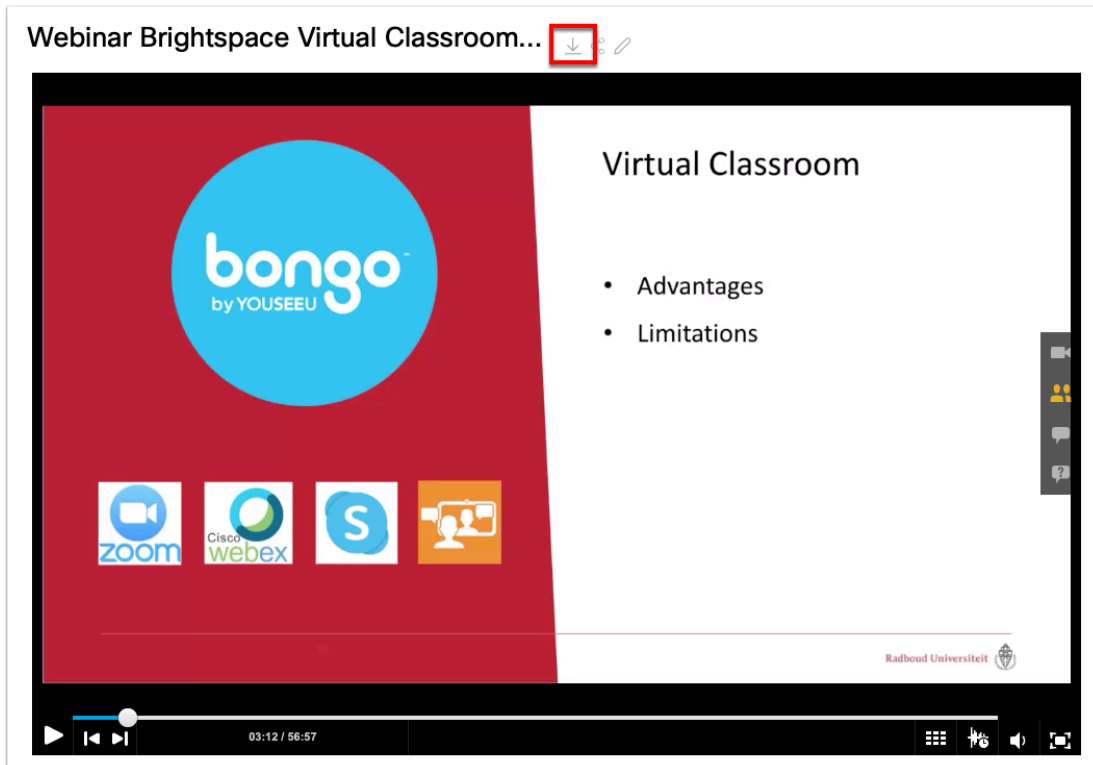 Webinar Brightspace Virtual Classroom...
bongo™
by YOUSEEU
Virtual Classroom
• Advantages
• Limitations
zoom
Cisco
webex
S
Radboud Universiteit
03:12 / 56:57
?